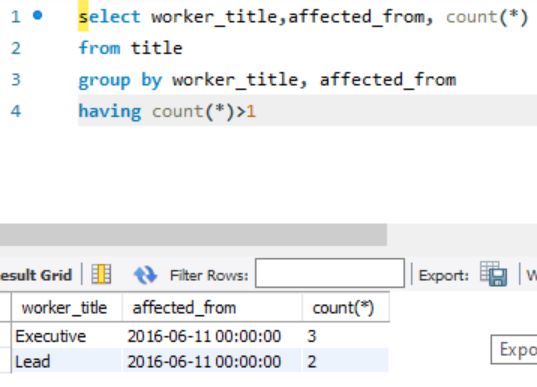 1 select worker_title,affected_from, count(*)
2 from title
3 group by worker_title, affected_from
4 having count(*)>1
esult Grid Filter Rows: Export: W
worker_title affected_from count(*)
Executive 2016-06-11 00:00:00 3
Lead 2016-06-11 00:00:00 2
Expo